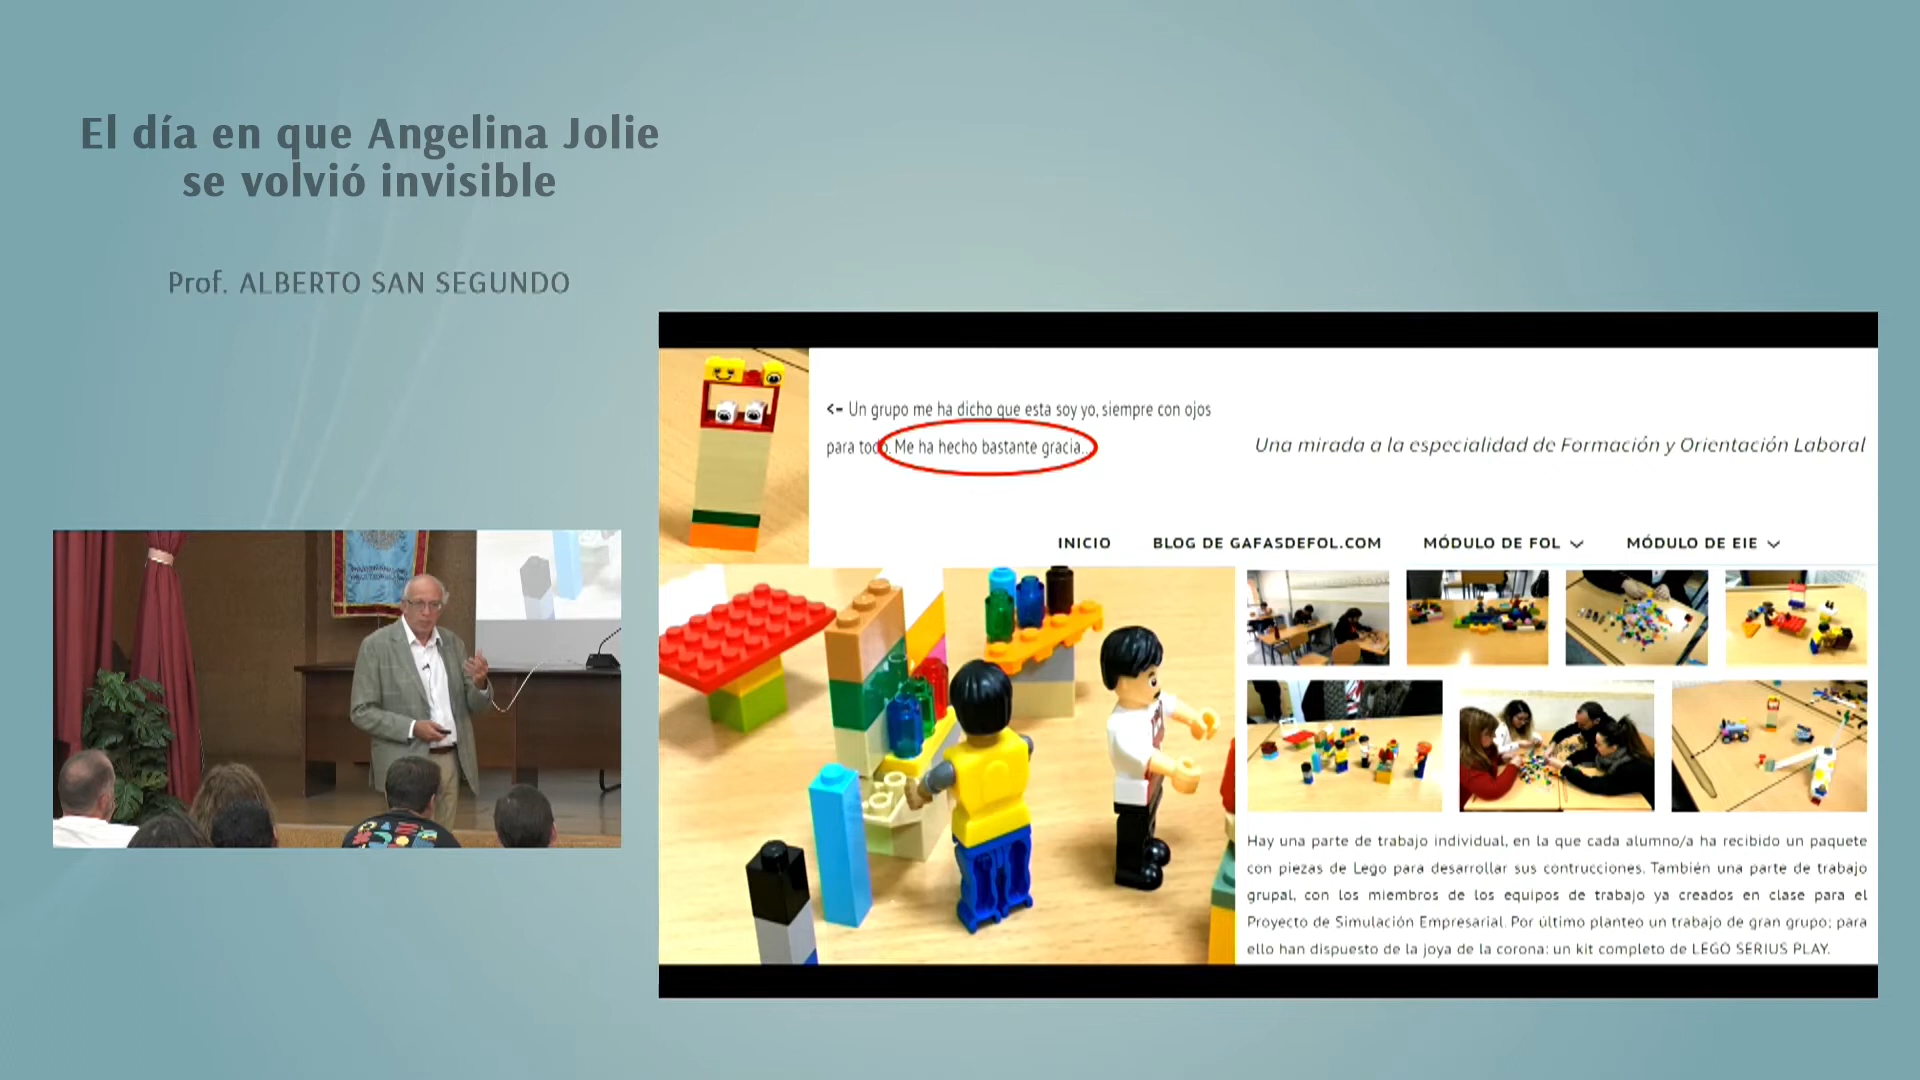 El día en que Angelina Jolie
se volvió invisible
Prof. ALBERTO SAN SEGUNDO
<- Un grupo me ha dicho que esta soy yo, siempre con ojos
para todo. Me ha hecho bastante gracia...
Una mirada a la especialidad de Formación y Orientación Laboral
INICIO BLOG DE GAFASDEFOL.COM MÓDULO DE FOL MÓDULO DE EIE
Hay una parte de trabajo individual, en la que cada alumno/a ha recibido un paquete
con piezas de Lego para desarrollar sus contrucciones. También una parte de trabajo
grupal, con los miembros de los equipos de trabajo ya creados en clase para el
Proyecto de Simulación Empresarial. Por último planteo un trabajo de gran grupo; para
ello han dispuesto de la joya de la corona: un kit completo de LEGO SERIUS PLAY.